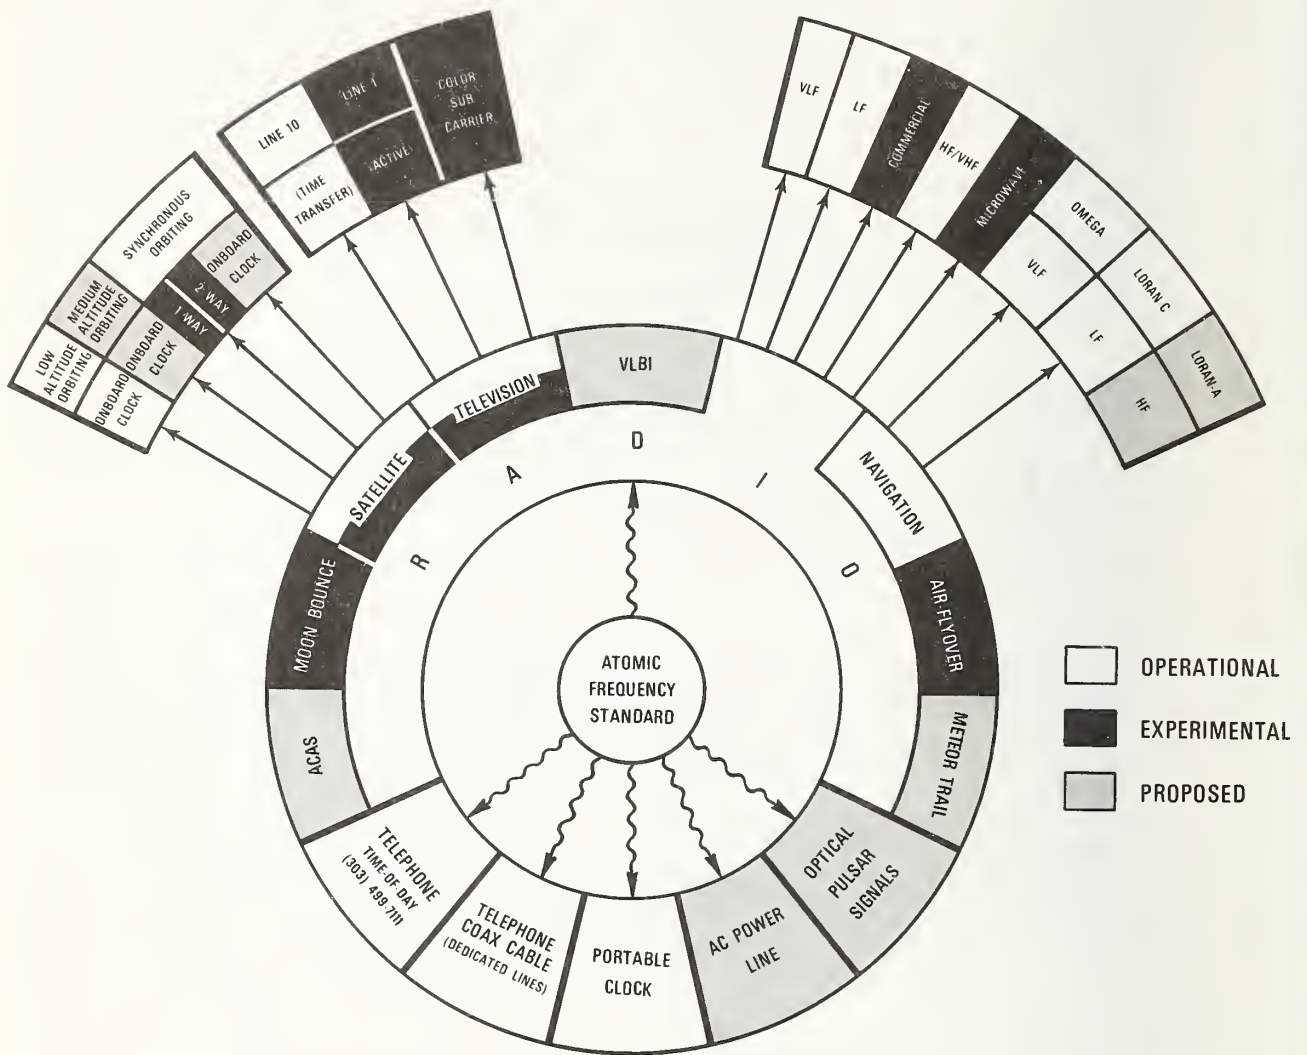 LINE 10
(TIME
TRANSFER)
LINE 1
(ACTIVE)
COLOR
SUB
CARRIER
SYNCHRONOUS
ORBITING
ONBOARD
CLOCK
2-WAY
1-WAY
MEDIUM
ALTITUDE
ORBITING
ONBOARD
CLOCK
LOW
ALTITUDE
ORBITING
ONBOARD
CLOCK
VLF
LF
COMMERCIAL
HF/VHF
MICROWAVE
OMEGA
VLF
LORAN C
LF
LORAN-A
HF
SATELLITE
TELEVISION
VLBI
NAVIGATION
AIR-FLYOVER
METEOR TRAIL
MOON BOUNCE
ACAS
R A D I O
ATOMIC
FREQUENCY
STANDARD
TELEPHONE
TIME-OF-DAY
(303) 499-7111
TELEPHONE
COAX CABLE
(DEDICATED LINES)
PORTABLE
CLOCK
AC POWER
LINE
OPTICAL
PULSAR
SIGNALS
OPERATIONAL
EXPERIMENTAL
PROPOSED